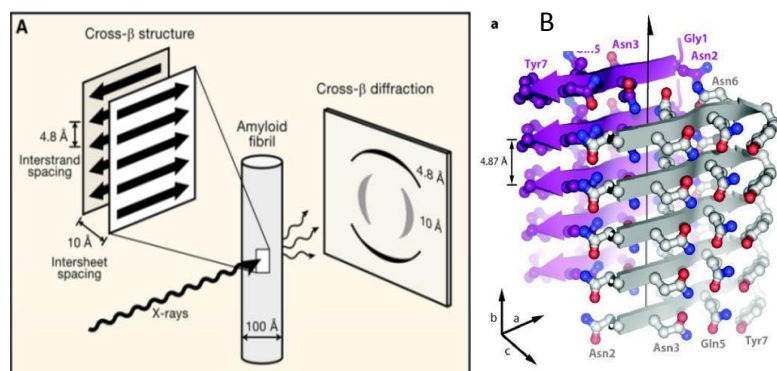 A
Cross-β structure
4.8 Å
Interstrand
spacing
10 Å
Intersheet
spacing
X-rays
Amyloid
fibril
100 Å
Cross-β diffraction
4.8 Å
10 Å
a
B
Gly1
Asn3
Gln5
Asn2
Tyr7
Asn6
4.87 Å
b
a
c
Asn2
Asn3
Gln5
Tyr7